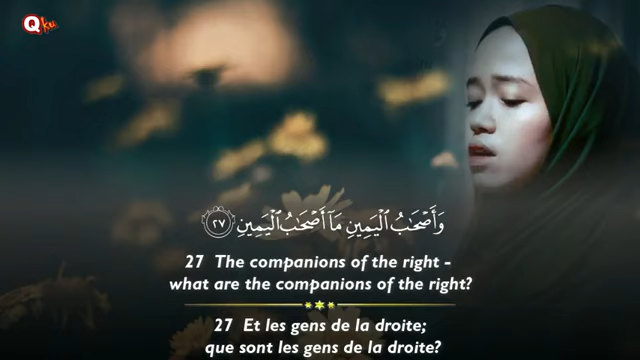 Qku
وَأَصْحَٰبُ ٱلْيَمِينِ مَآ أَصْحَٰبُ ٱلْيَمِينِ ٢٧
27 The companions of the right -
what are the companions of the right?
27 Et les gens de la droite;
que sont les gens de la droite?